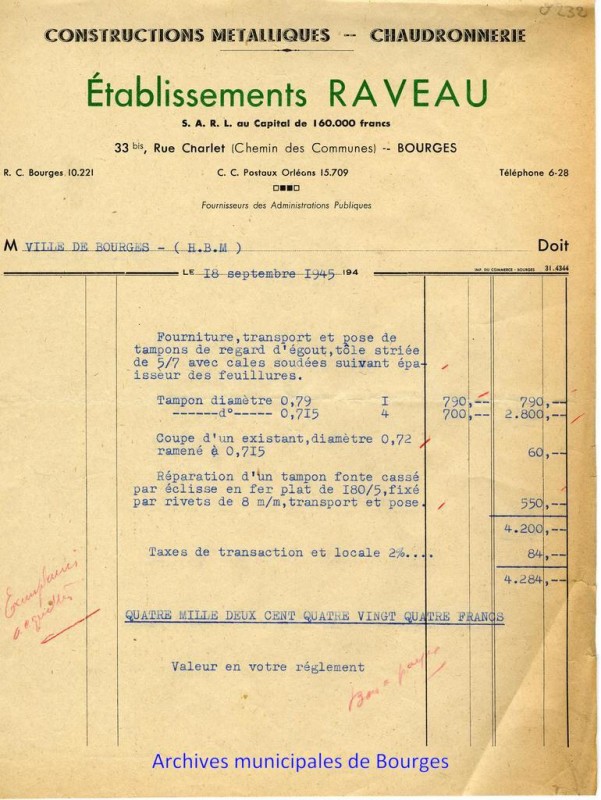 CONSTRUCTIONS METALLIQUES -- CHAUDRONNERIE
Établissements RAVEAU
S. A. R. L. au Capital de 160.000 francs
33 bis, Rue Charlet (Chemin des Communes) -- BOURGES
R. C. Bourges 10.221 C. C. Postaux Orléans 15.709 Téléphone 6-28
Fournisseurs des Administrations Publiques
M VILLE DE BOURGES - ( H.B.M ) Doit
LE 18 septembre 1945 194 IMP. DU COMMERCE - BOURGES 31.4344
Fourniture,transport et pose de
tampons de regard d'égout,tôle striée
de 5/7 avec cales soudées suivant épa-
isseur des feuillures.
Tampon diamètre 0,79 I 790,-- 790,--
------d°----- 0,715 4 700,-- 2.800,--
Coupe d'un existant,diamètre 0,72
ramené à 0,715 60,--
Réparation d'un tampon fonte cassé
par éclisse en fer plat de I80/5,fixé
par rivets de 8 m/m,transport et pose. 550,--
4.200,--
Taxes de transaction et locale 2%.... 84,--
4.284,--
QUATRE MILLE DEUX CENT QUATRE VINGT QUATRE FRANCS
Valeur en votre réglement
Bon à payer
Archives municipales de Bourges